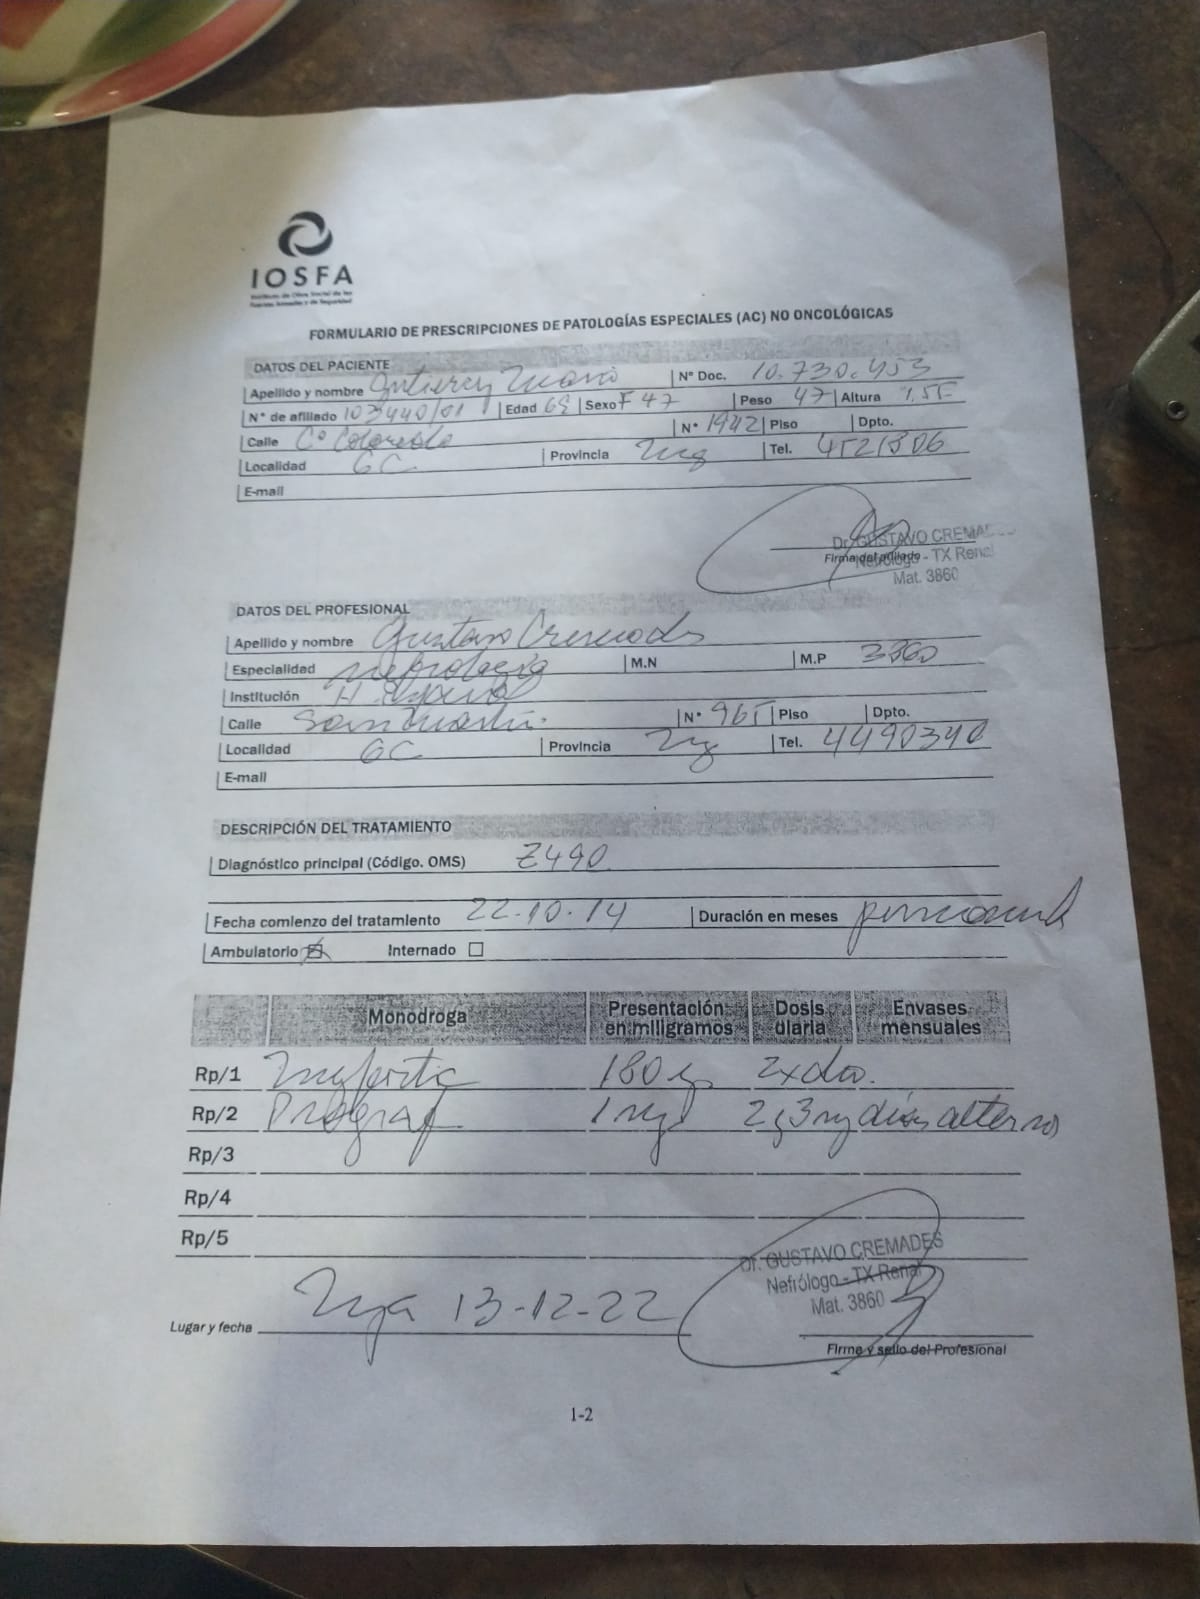 IOSFA
Instituto de Obra Social de las
Fuerzas Armadas y de Seguridad
FORMULARIO DE PRESCRIPCIONES DE PATOLOGÍAS ESPECIALES (AC) NO ONCOLÓGICAS
DATOS DEL PACIENTE
Apellido y nombre Nº Doc. 10.730.453
Nº de afiliado 103440/01 Edad Sexo F 47 Peso 47 Altura 1,55
Calle Cº Colorado Nº 1942 Piso Dpto.
Localidad GC Provincia Mza Tel. 4521806
E-mail
Dr. GUSTAVO CREMADES
Firma del afiliado
Nefrólogo - TX Renal
Mat. 3860
DATOS DEL PROFESIONAL
Apellido y nombre Gustavo Cremades
Especialidad nefrología M.N M.P 3860
Institución H. Español
Calle San Martín. Nº 965 Piso Dpto.
Localidad GC Provincia Mza Tel. 4490340
E-mail
DESCRIPCIÓN DEL TRATAMIENTO
Diagnóstico principal (Código. OMS) Z490
Fecha comienzo del tratamiento 22-10-14 Duración en meses permanente
Ambulatorio Internado
Monodroga Presentación en miligramos Dosis diaria Envases mensuales
Rp/1 Myfortic 180 2xdía.
Rp/2 Prograf 1 mg 2 y 3 mg días alternos
Rp/3
Rp/4
Rp/5
Dr. GUSTAVO CREMADES
Nefrólogo - TX Renal
Mat. 3860
Lugar y fecha Mza 13-12-22
Firma y sello del Profesional
1-2